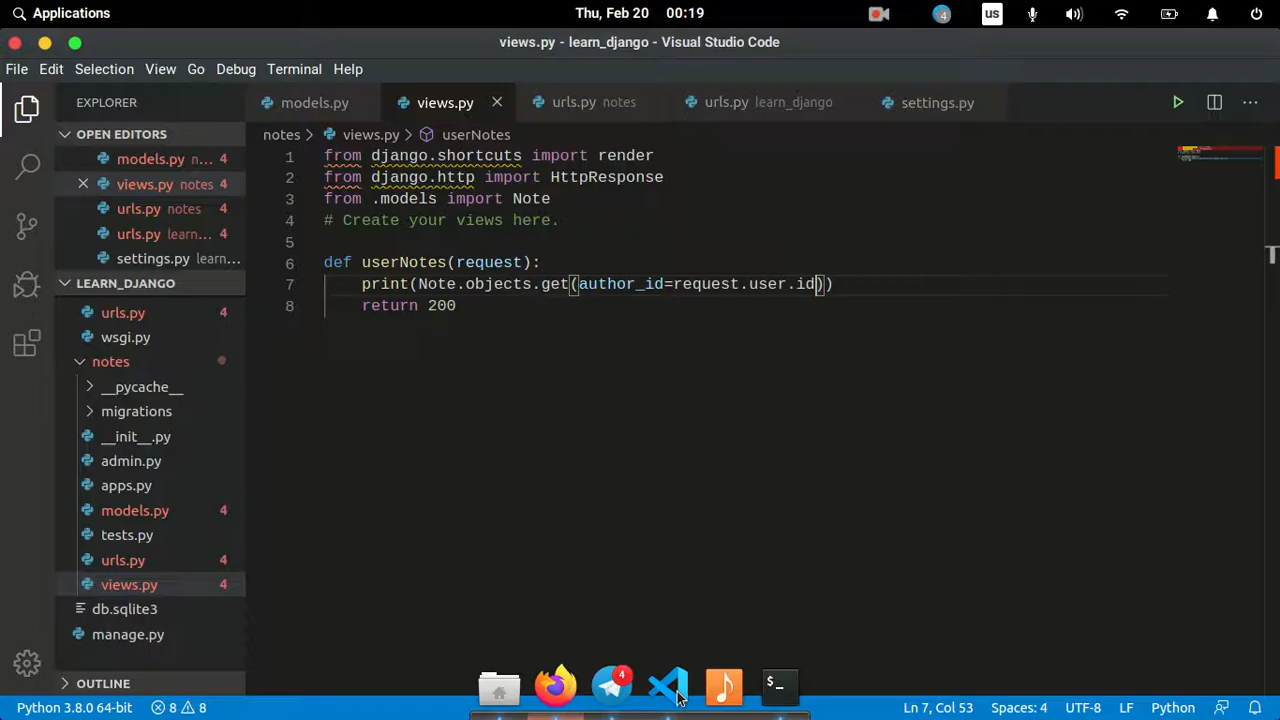 Applications
Thu, Feb 20 00:19
4
us
views.py - learn_django - Visual Studio Code
File Edit Selection View Go Debug Terminal Help
EXPLORER
models.py
views.py
urls.py notes
urls.py learn_django
settings.py
OPEN EDITORS
models.py n... 4
views.py notes 4
urls.py notes 4
urls.py learn... 4
settings.py learn...
LEARN_DJANGO
urls.py 4
wsgi.py
notes
__pycache__
migrations
__init__.py
admin.py
apps.py
models.py 4
tests.py
urls.py 4
views.py 4
db.sqlite3
manage.py
OUTLINE
notes > views.py > userNotes
1 from django.shortcuts import render
2 from django.http import HttpResponse
3 from .models import Note
4 # Create your views here.
5
6 def userNotes(request):
7 print(Note.objects.get(author_id=request.user.id))
8 return 200
4
$_
Python 3.8.0 64-bit 8 8 Ln 7, Col 53 Spaces: 4 UTF-8 LF Python